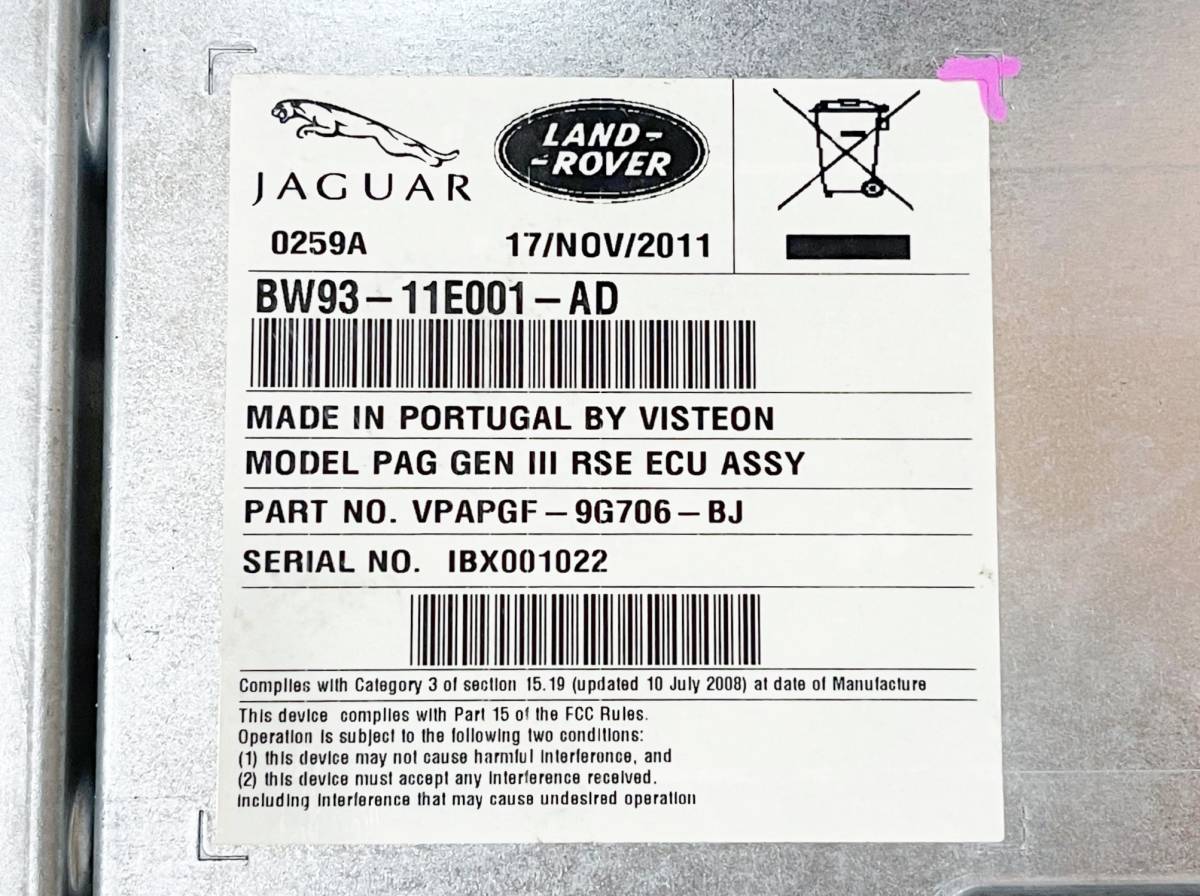 JAGUAR
LAND-
-ROVER
0259A 17/NOV/2011
BW93-11E001-AD
MADE IN PORTUGAL BY VISTEON
MODEL PAG GEN III RSE ECU ASSY
PART NO. VPAPGF-9G706-BJ
SERIAL NO. IBX001022
Complies with Category 3 of section 15.19 (updated 10 July 2008) at date of Manufacture
This device complies with Part 15 of the FCC Rules.
Operation is subject to the following two conditions:
(1) this device may not cause harmful interference, and
(2) this device must accept any interference received.
including interference that may cause undesired operation